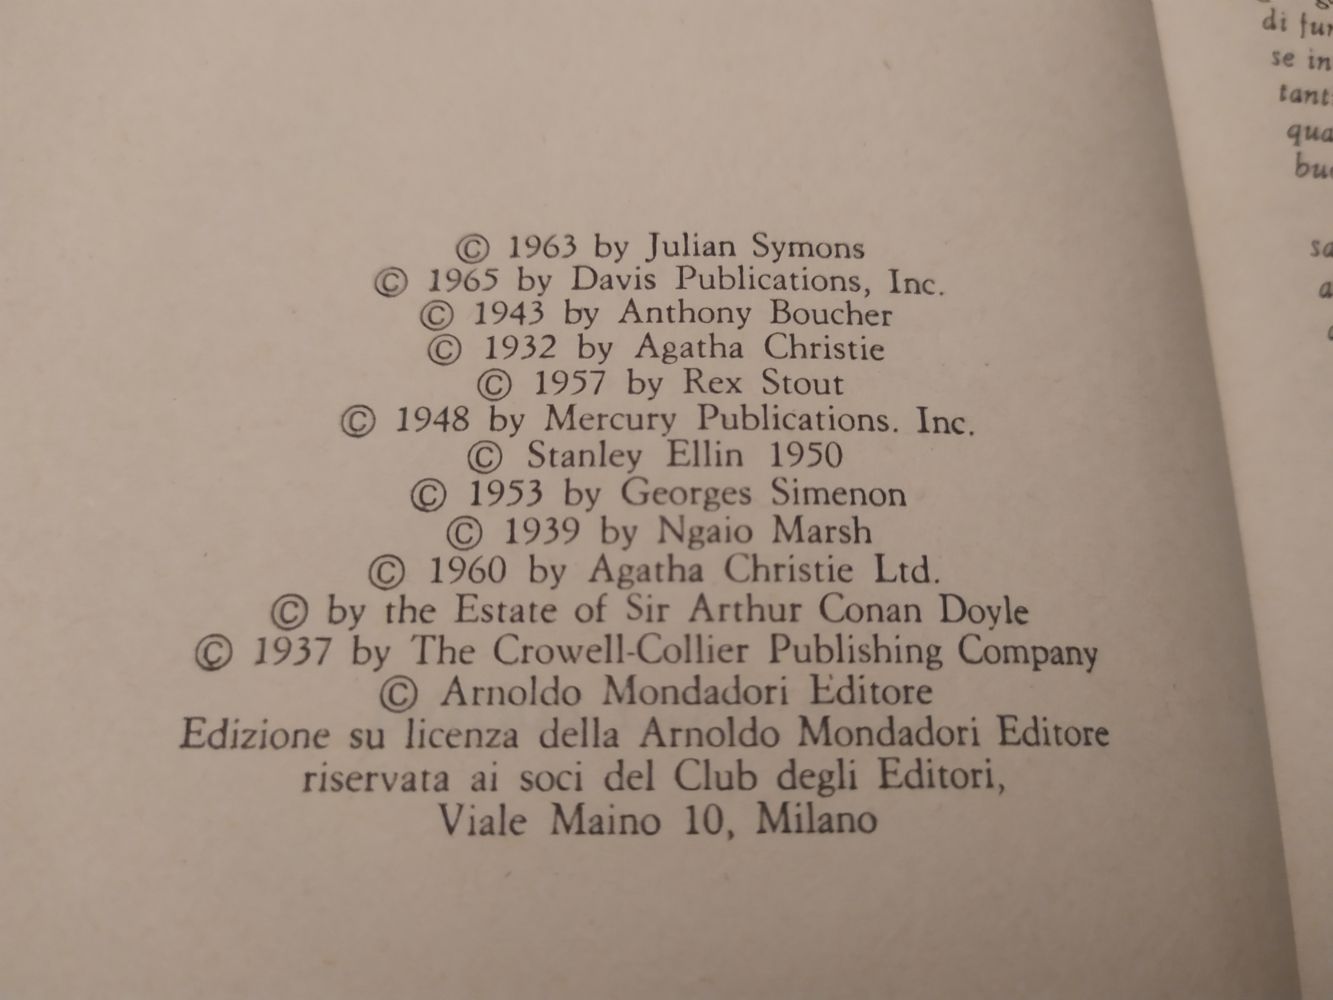 © 1963 by Julian Symons
© 1965 by Davis Publications, Inc.
© 1943 by Anthony Boucher
© 1932 by Agatha Christie
© 1957 by Rex Stout
© 1948 by Mercury Publications. Inc.
© Stanley Ellin 1950
© 1953 by Georges Simenon
© 1939 by Ngaio Marsh
© 1960 by Agatha Christie Ltd.
© by the Estate of Sir Arthur Conan Doyle
© 1937 by The Crowell-Collier Publishing Company
© Arnoldo Mondadori Editore
Edizione su licenza della Arnoldo Mondadori Editore
riservata ai soci del Club degli Editori,
Viale Maino 10, Milano
di
se in